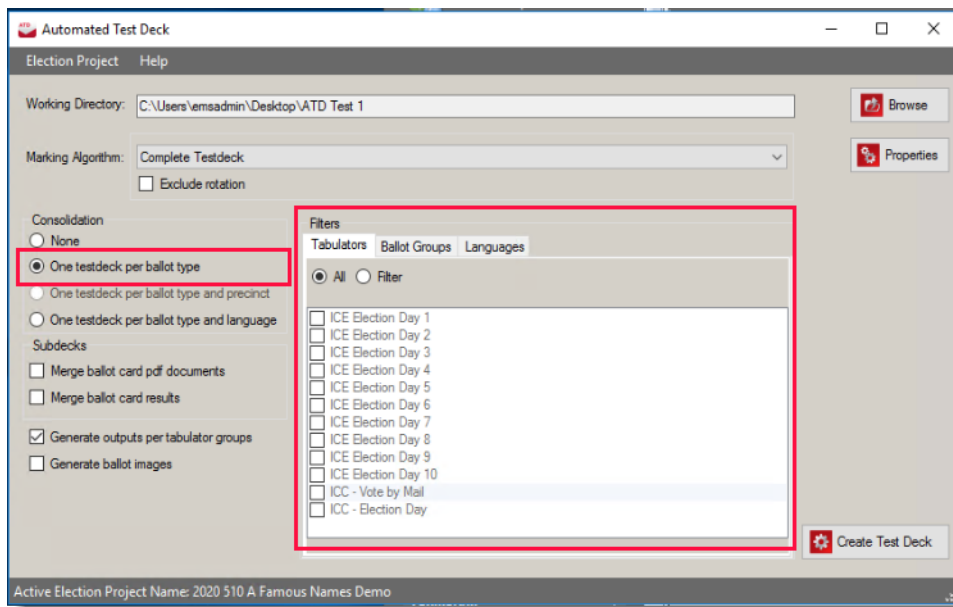 ATD
Automated Test Deck
Election Project Help
Working Directory: C:\Users\emsadmin\Desktop\ATD Test 1
Browse
Marking Algorithm: Complete Testdeck
Properties
Exclude rotation
Consolidation
None
One testdeck per ballot type
One testdeck per ballot type and precinct
One testdeck per ballot type and language
Subdecks
Merge ballot card pdf documents
Merge ballot card results
Generate outputs per tabulator groups
Generate ballot images
Filters
Tabulators Ballot Groups Languages
All Filter
ICE Election Day 1
ICE Election Day 2
ICE Election Day 3
ICE Election Day 4
ICE Election Day 5
ICE Election Day 6
ICE Election Day 7
ICE Election Day 8
ICE Election Day 9
ICE Election Day 10
ICC - Vote by Mail
ICC - Election Day
Create Test Deck
Active Election Project Name: 2020 510 A Famous Names Demo